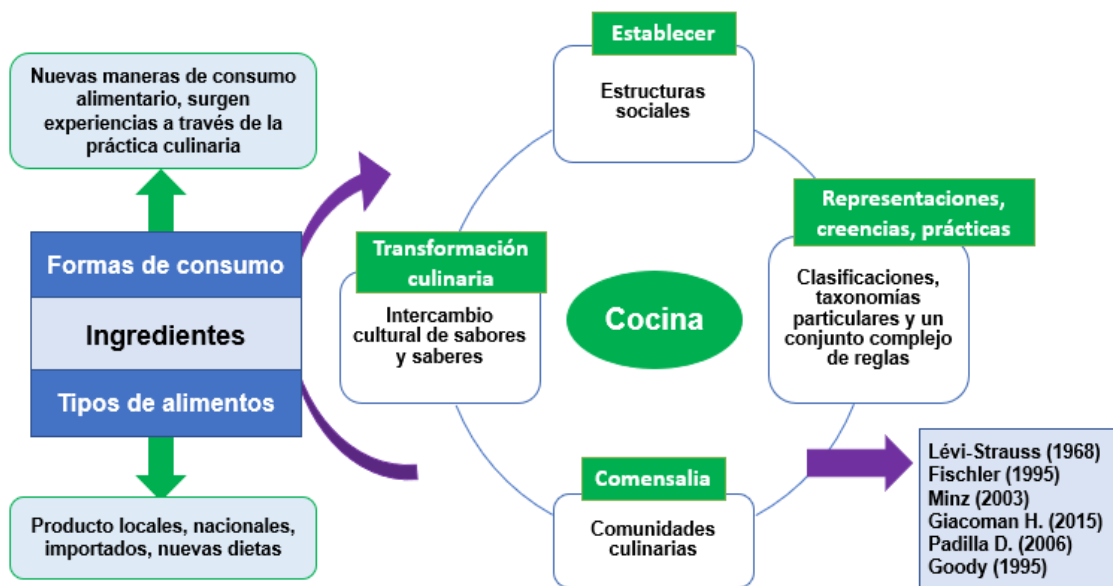 Nuevas maneras de consumo
alimentario, surgen
experiencias a través de la
práctica culinaria
Formas de consumo
Ingredientes
Tipos de alimentos
Producto locales, nacionales,
importados, nuevas dietas
Establecer
Estructuras
sociales
Transformación
culinaria
Intercambio
cultural de sabores
y saberes
Cocina
Representaciones,
creencias, prácticas
Clasificaciones,
taxonomías
particulares y un
conjunto complejo
de reglas
Comensalia
Comunidades
culinarias
Lévi-Strauss (1968)
Fischler (1995)
Minz (2003)
Giacoman H. (2015)
Padilla D. (2006)
Goody (1995)